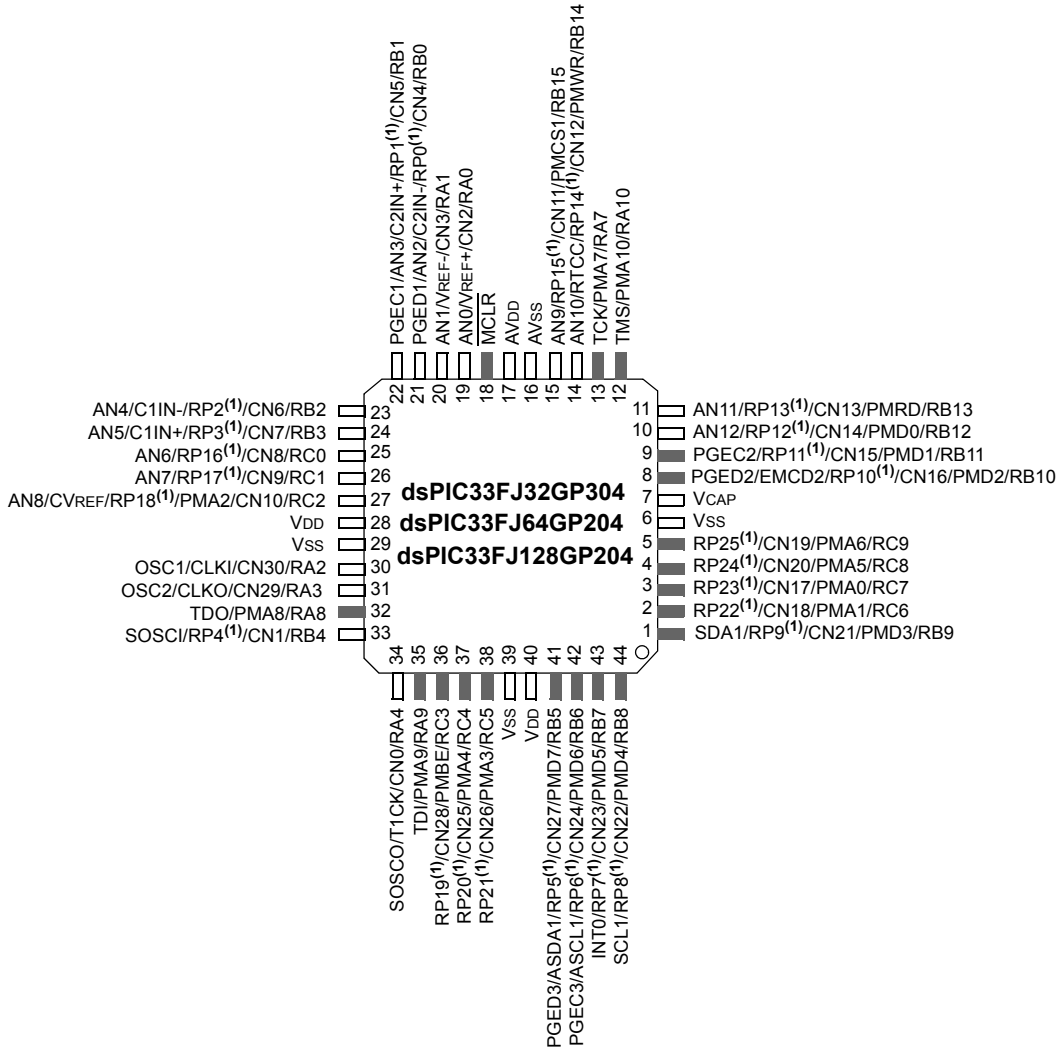 PGEC1/AN3/C2IN+/RP1(1)/CN5/RB1
PGED1/AN2/C2IN-/RP0(1)/CN4/RB0
AN1/VREF-/CN3/RA1
AN0/VREF+/CN2/RA0
MCLR
AVDD
AVSS
AN9/RP15(1)/CN11/PMCS1/RB15
AN10/RTCC/RP14(1)/CN12/PMWR/RB14
TCK/PMA7/RA7
TMS/PMA10/RA10
22
21
20
19
18
17
16
15
14
13
12
AN4/C1IN-/RP2(1)/CN6/RB2
23
AN5/C1IN+/RP3(1)/CN7/RB3
24
AN6/RP16(1)/CN8/RC0
25
AN7/RP17(1)/CN9/RC1
26
AN8/CVREF/RP18(1)/PMA2/CN10/RC2
27
VDD
28
VSS
29
OSC1/CLKI/CN30/RA2
30
OSC2/CLKO/CN29/RA3
31
TDO/PMA8/RA8
32
SOSCI/RP4(1)/CN1/RB4
33
dsPIC33FJ32GP304
dsPIC33FJ64GP204
dsPIC33FJ128GP204
11
AN11/RP13(1)/CN13/PMRD/RB13
10
AN12/RP12(1)/CN14/PMD0/RB12
9
PGEC2/RP11(1)/CN15/PMD1/RB11
8
PGED2/EMCD2/RP10(1)/CN16/PMD2/RB10
7
VCAP
6
VSS
5
RP25(1)/CN19/PMA6/RC9
4
RP24(1)/CN20/PMA5/RC8
3
RP23(1)/CN17/PMA0/RC7
2
RP22(1)/CN18/PMA1/RC6
1
SDA1/RP9(1)/CN21/PMD3/RB9
34
35
36
37
38
39
40
41
42
43
44
SOSCO/T1CK/CN0/RA4
TDI/PMA9/RA9
RP19(1)/CN28/PMBE/RC3
RP20(1)/CN25/PMA4/RC4
RP21(1)/CN26/PMA3/RC5
VSS
VDD
PGED3/ASDA1/RP5(1)/CN27/PMD7/RB5
PGEC3/ASCL1/RP6(1)/CN24/PMD6/RB6
INT0/RP7(1)/CN23/PMD5/RB7
SCL1/RP8(1)/CN22/PMD4/RB8